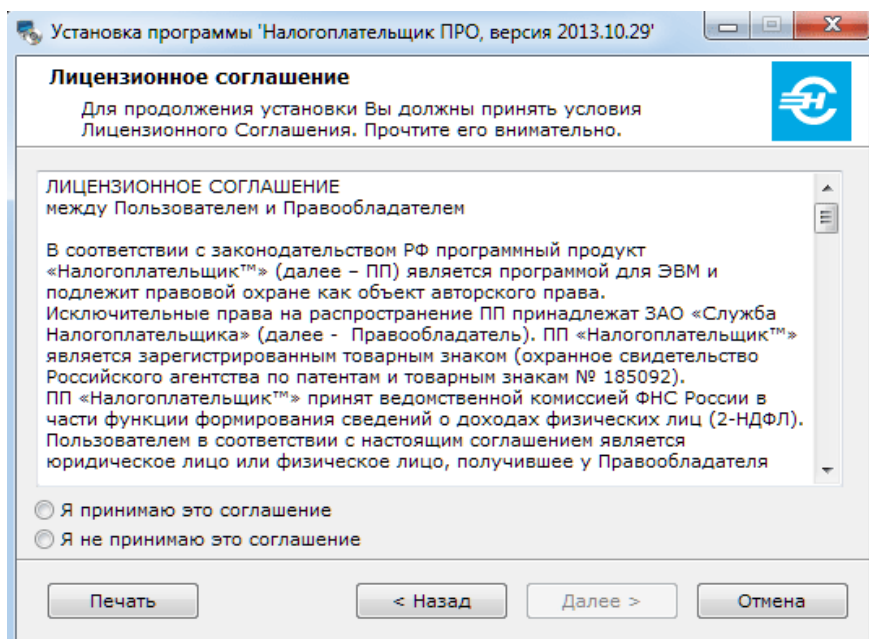 Установка программы 'Налогоплательщик ПРО, версия 2013.10.29'
Лицензионное соглашение
Для продолжения установки Вы должны принять условия
Лицензионного Соглашения. Прочтите его внимательно.
ЛИЦЕНЗИОННОЕ СОГЛАШЕНИЕ
между Пользователем и Правообладателем
В соответствии с законодательством РФ программный продукт
«Налогоплательщик™» (далее – ПП) является программой для ЭВМ и
подлежит правовой охране как объект авторского права.
Исключительные права на распространение ПП принадлежат ЗАО «Служба
Налогоплательщика» (далее - Правообладатель). ПП «Налогоплательщик™»
является зарегистрированным товарным знаком (охранное свидетельство
Российского агентства по патентам и товарным знакам № 185092).
ПП «Налогоплательщик™» принят ведомственной комиссией ФНС России в
части функции формирования сведений о доходах физических лиц (2-НДФЛ).
Пользователем в соответствии с настоящим соглашением является
юридическое лицо или физическое лицо, получившее у Правообладателя
Я принимаю это соглашение
Я не принимаю это соглашение
Печать
< Назад
Далее >
Отмена